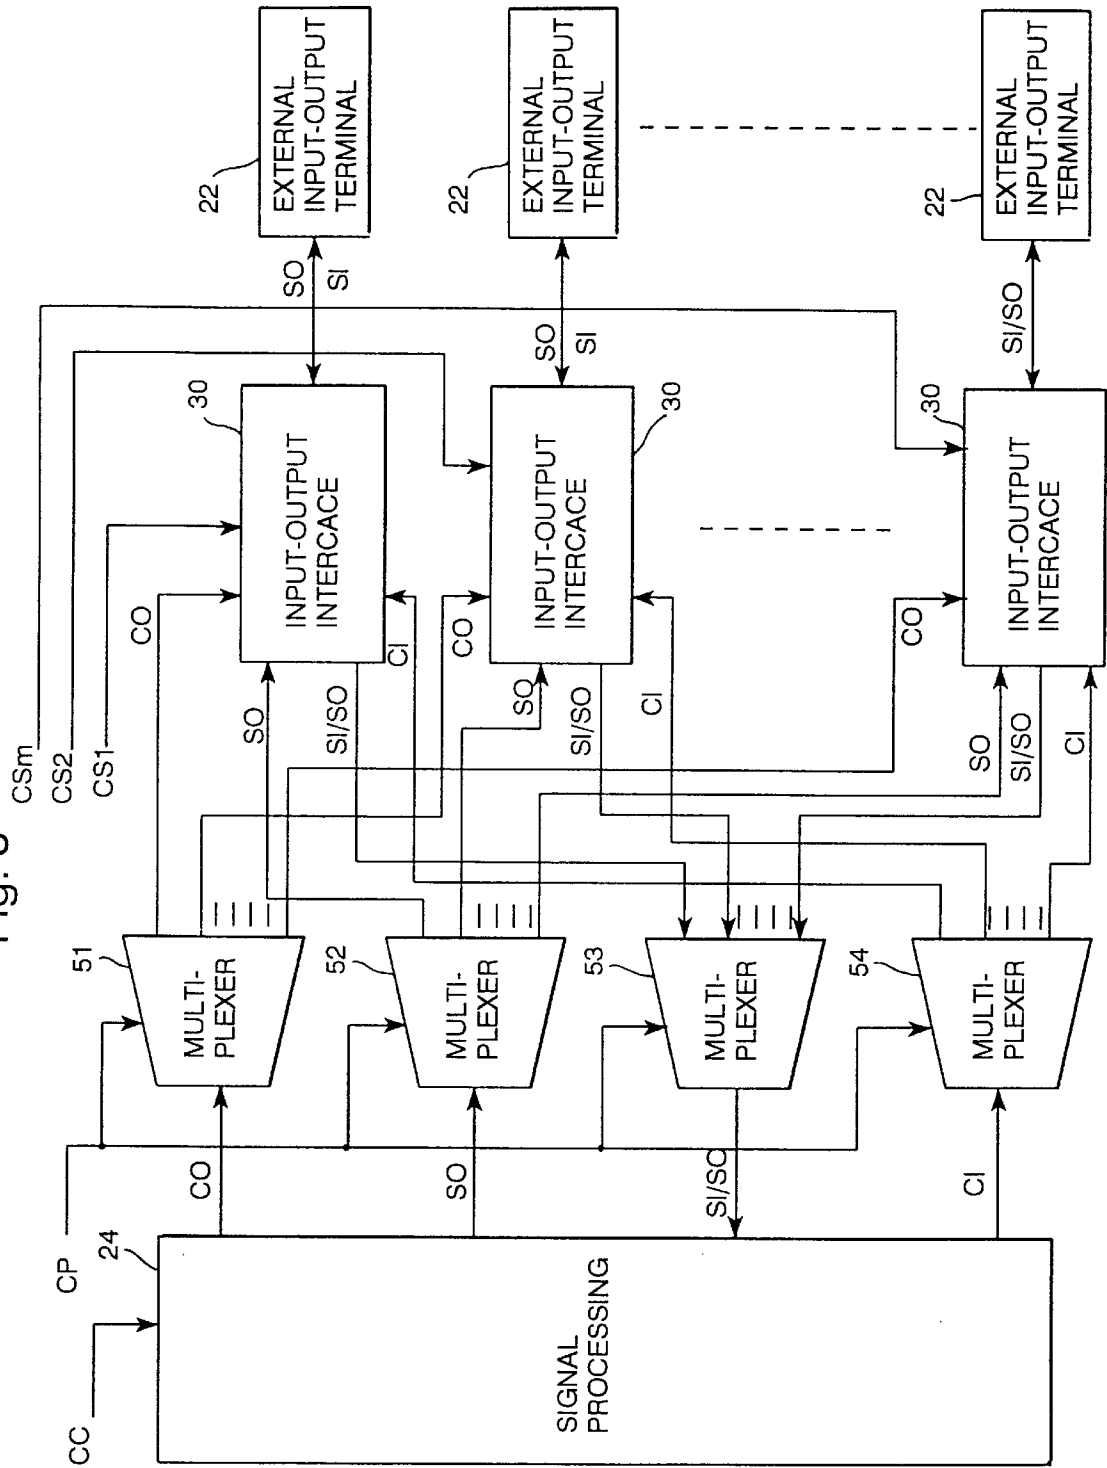 CC
CP
24
SIGNAL
PROCESSING
CO
SO
SI/SO
CI
51
MULTI-
PLEXER
52
MULTI-
PLEXER
53
MULTI-
PLEXER
54
MULTI-
PLEXER
CSm
CS2
CS1
CO
SO
SI/SO
CI
CO
SO
SI/SO
CI
CO
SO
SI/SO
CI
30
INPUT-OUTPUT
INTERCACE
30
INPUT-OUTPUT
INTERCACE
30
INPUT-OUTPUT
INTERCACE
SO
SI
SO
SI
SI/SO
22
EXTERNAL
INPUT-OUTPUT
TERMINAL
22
EXTERNAL
INPUT-OUTPUT
TERMINAL
22
EXTERNAL
INPUT-OUTPUT
TERMINAL